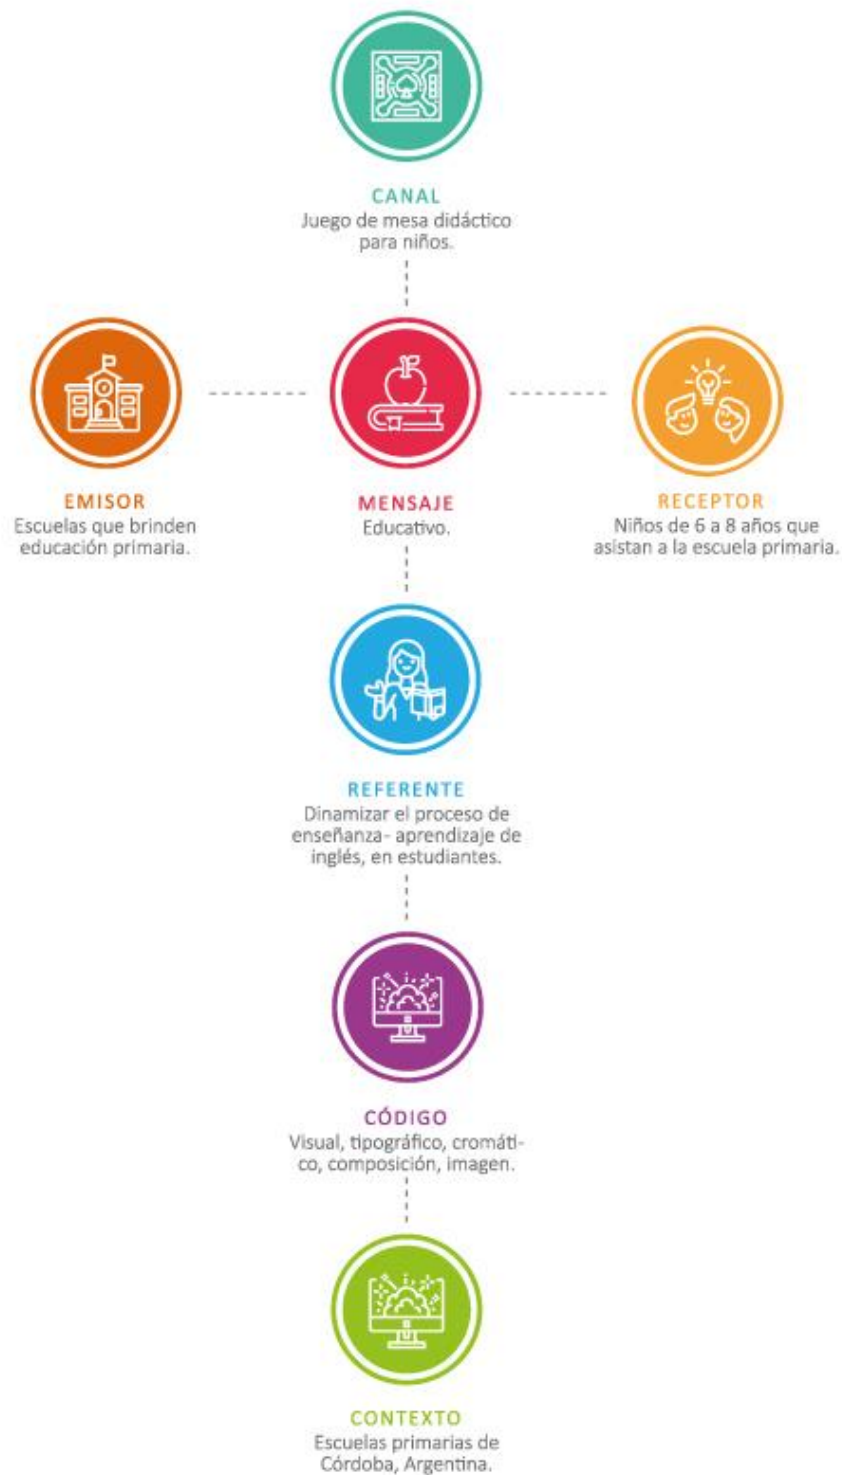 CANAL
Juego de mesa didáctico
para niños.
EMISOR
Escuelas que brinden
educación primaria.
MENSAJE
Educativo.
RECEPTOR
Niños de 6 a 8 años que
asistan a la escuela primaria.
REFERENTE
Dinamizar el proceso de
enseñanza- aprendizaje de
inglés, en estudiantes.
CÓDIGO
Visual, tipográfico, cromáti-
co, composición, imagen.
CONTEXTO
Escuelas primarias de
Córdoba, Argentina.